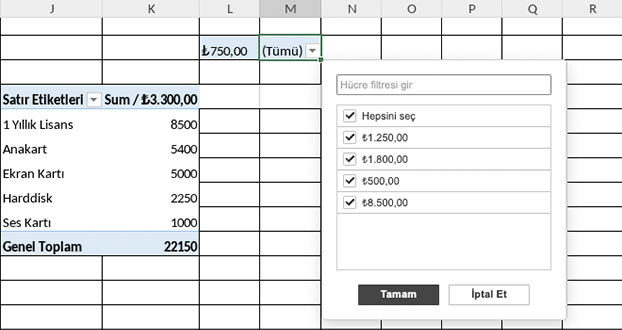 J K L M N O P Q R
₺750,00 (Tümü)
Hücre filtresi gir
Satır Etiketleri Sum / ₺3.300,00
1 Yıllık Lisans 8500
Anakart 5400
Ekran Kartı 5000
Harddisk 2250
Ses Kartı 1000
Genel Toplam 22150
Hepsini seç
₺1.250,00
₺1.800,00
₺500,00
₺8.500,00
Tamam İptal Et